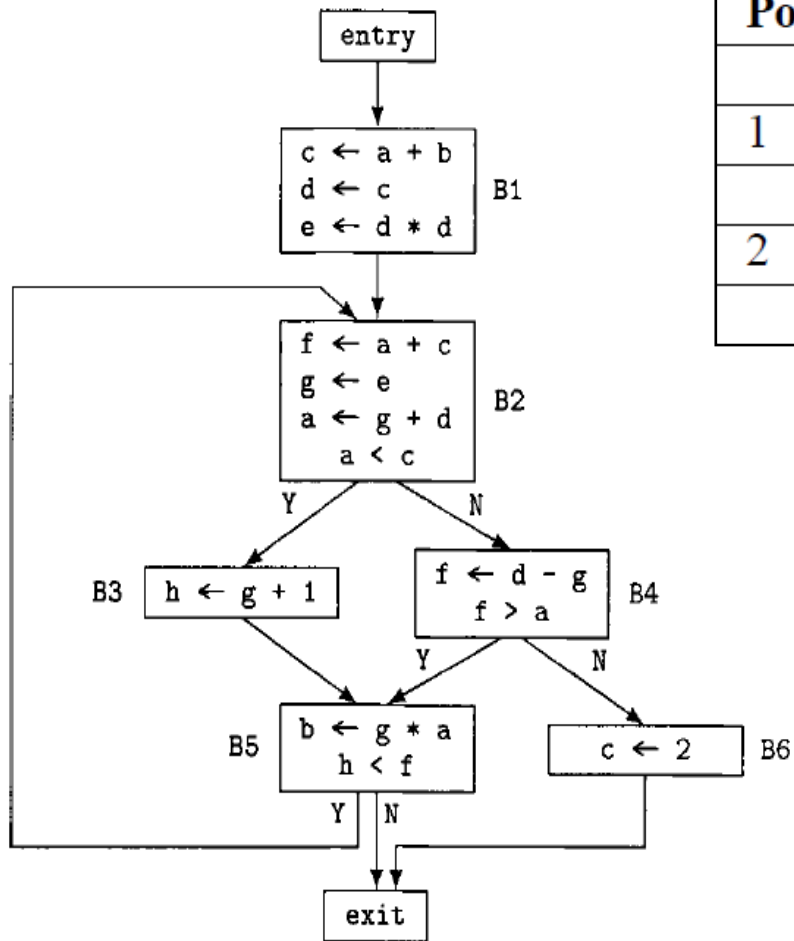 entry
c ← a + b
d ← c
e ← d * d
B1
f ← a + c
g ← e
a ← g + d
a < c
B2
Y
N
B3
h ← g + 1
f ← d - g
f > a
B4
Y
N
B5
b ← g * a
h < f
c ← 2
B6
Y
N
exit
Po
1
2